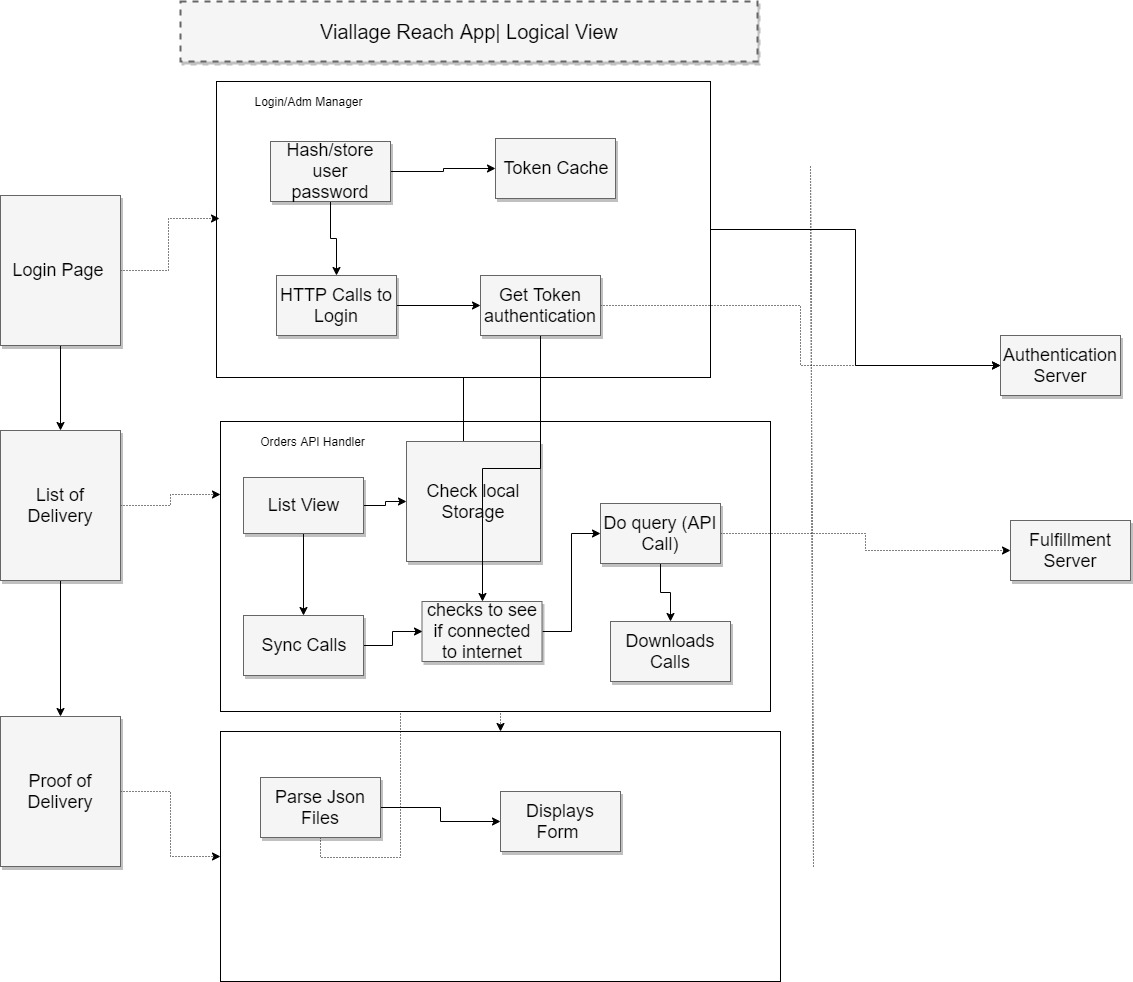 Viallage Reach App| Logical View
Login/Adm Manager
Hash/store
user
password
Token Cache
Login Page
HTTP Calls to
Login
Get Token
authentication
Authentication
Server
Orders API Handler
List of
Delivery
List View
Check local
Storage
Do query (API
Call)
Fulfillment
Server
Sync Calls
checks to see
if connected
to internet
Downloads
Calls
Proof of
Delivery
Parse Json
Files
Displays
Form